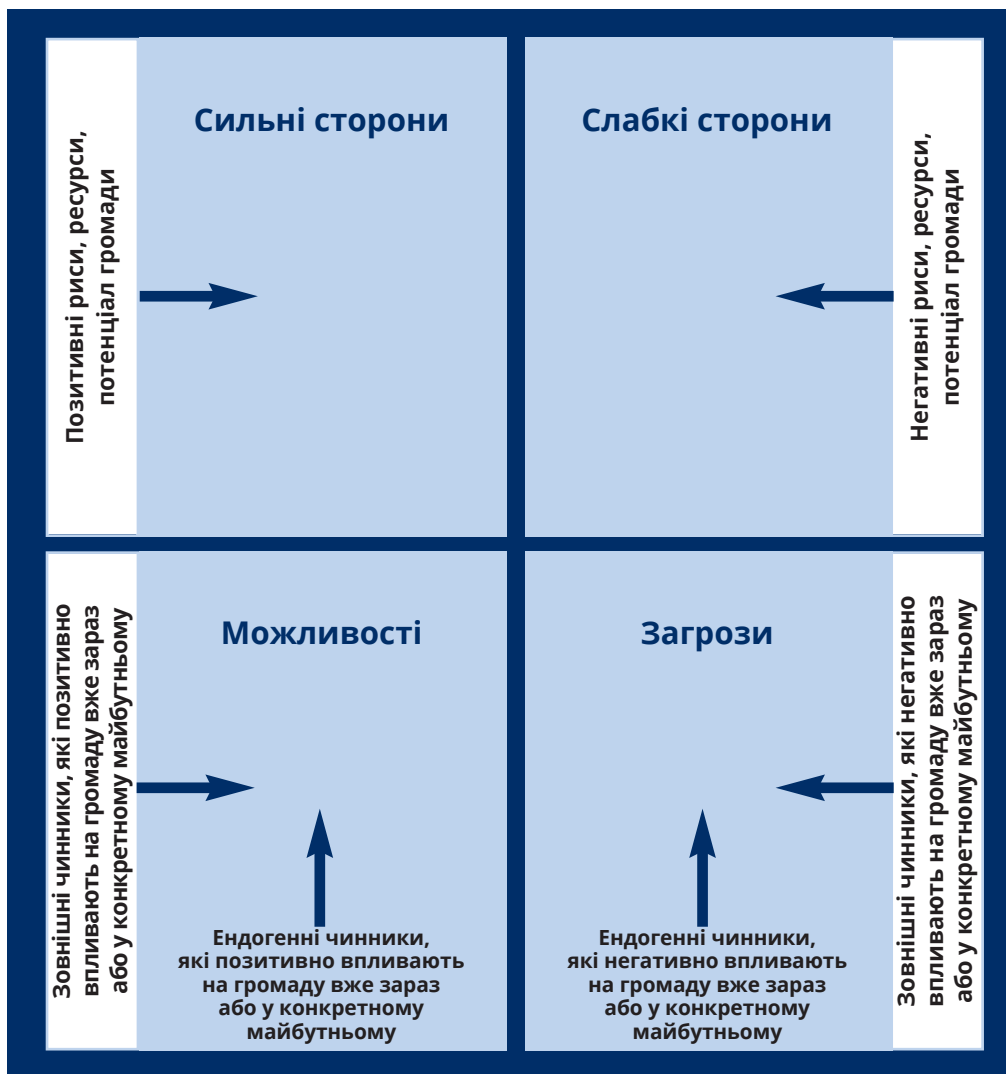 Позитивні риси, ресурси,
потенціал громади
Сильні сторони
Слабкі сторони
Негативні риси, ресурси,
потенціал громади
Зовнішні чинники, які позитивно
впливають на громаду вже зараз
або у конкретному майбутньому
Можливості
Ендогенні чинники,
які позитивно впливають
на громаду вже зараз
або у конкретному
майбутньому
Загрози
Ендогенні чинники,
які негативно впливають
на громаду вже зараз
або у конкретному
майбутньому
Зовнішні чинники, які негативно
впливають на громаду вже зараз
або у конкретному майбутньому